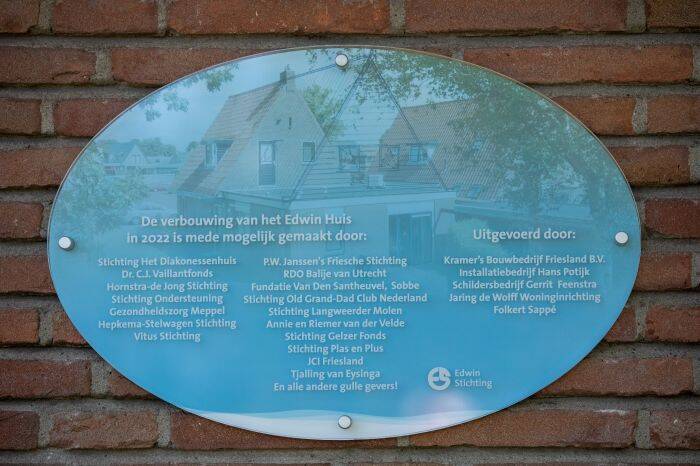 De verbouwing van het Edwin Huis
in 2022 is mede mogelijk gemaakt door:
Stichting Het Diakonessenhuis
Dr. C.J. Vaillantfonds
Hornstra-de Jong Stichting
Stichting Ondersteuning
Gezondheidszorg Meppel
Hepkema-Stelwagen Stichting
Vitus Stichting
P.W. Janssen's Friesche Stichting
RDO Balije van Utrecht
Fundatie Van Den Santheuvel, Sobbe
Stichting Old Grand-Dad Club Nederland
Stichting Langweerder Molen
Annie en Riemer van der Velde
Stichting Gelzer Fonds
Stichting Plas en Plus
JCI Friesland
Tjalling van Eysinga
En alle andere gulle gevers!
Uitgevoerd door:
Kramer's Bouwbedrijf Friesland B.V.
Installatiebedrijf Hans Potijk
Schildersbedrijf Gerrit Feenstra
Jaring de Wolff Woninginrichting
Folkert Sappé
Edwin
Stichting